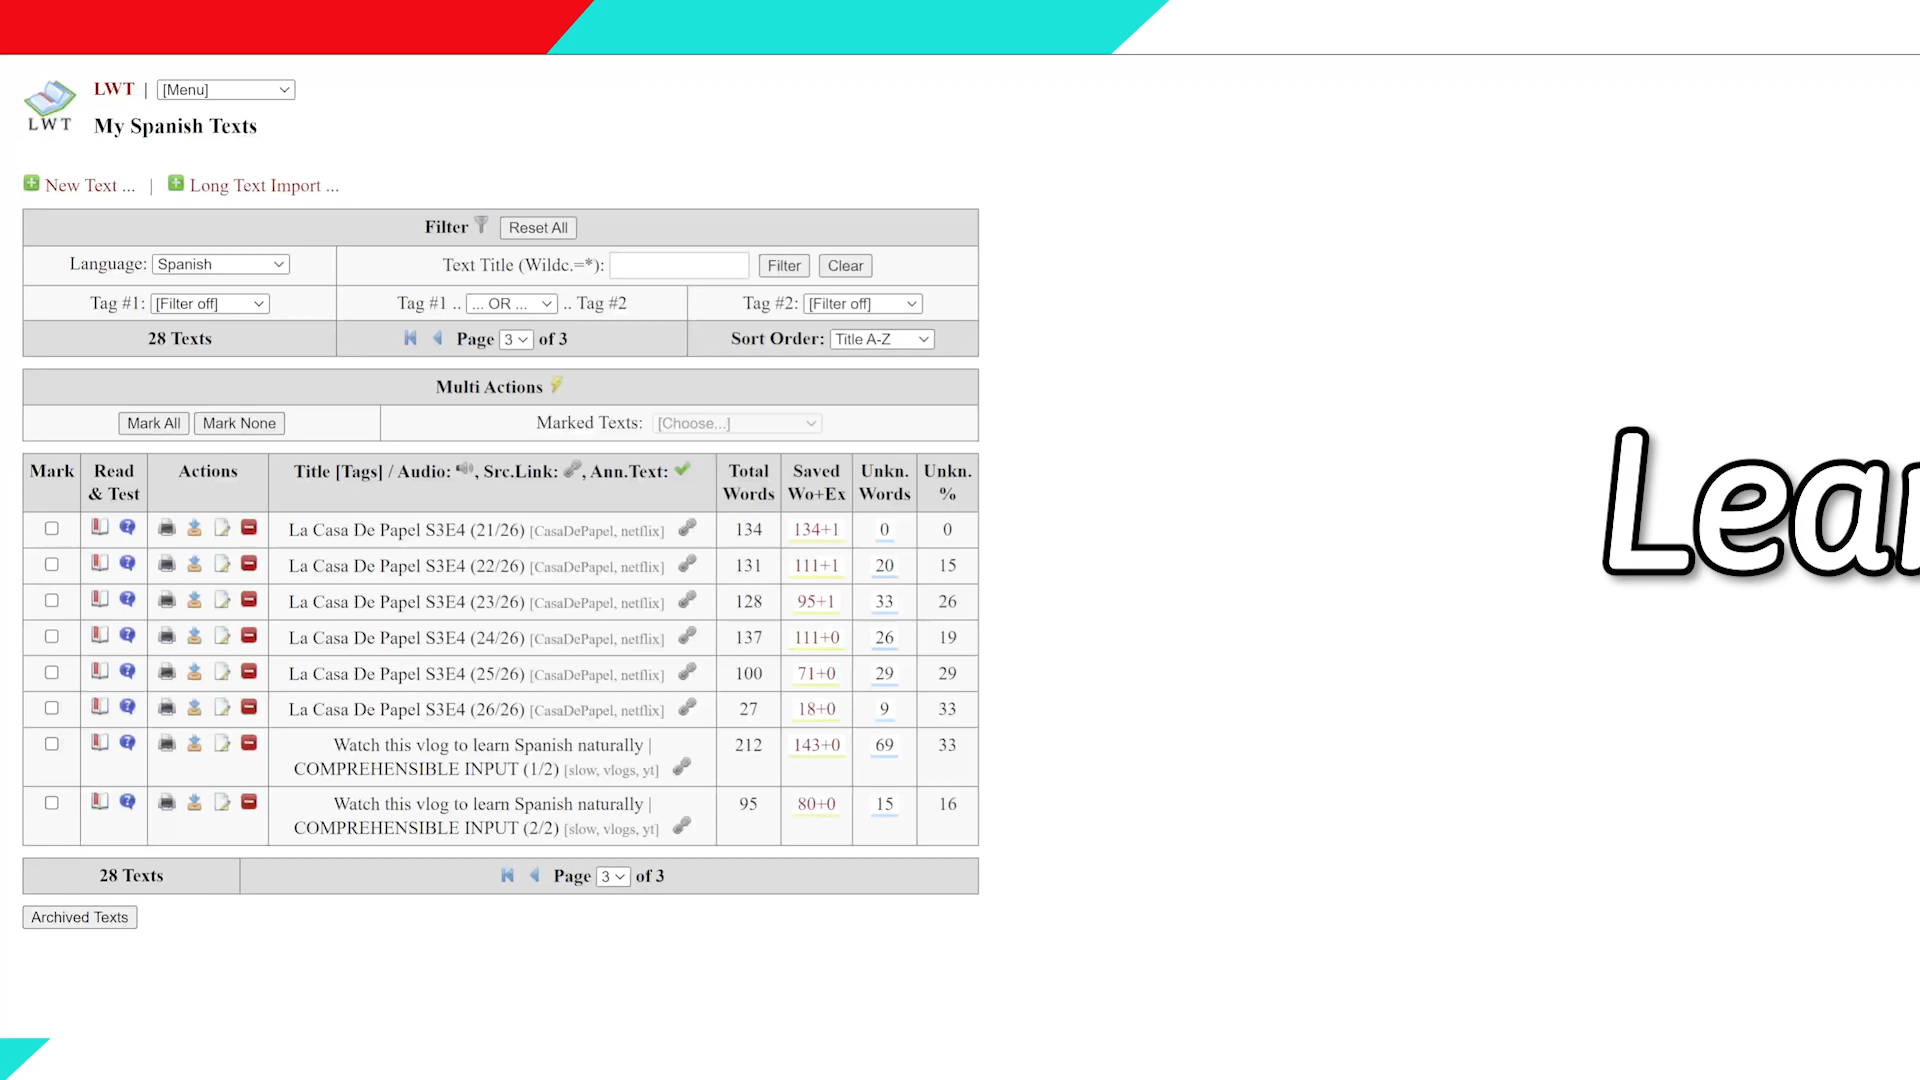 LWT | [Menu]
LWT
My Spanish Texts
New Text ... | Long Text Import ...
Filter Reset All
Language: Spanish Text Title (Wildc.=*): Filter Clear
Tag #1: [Filter off] Tag #1 .. ... OR ... .. Tag #2 Tag #2: [Filter off]
28 Texts Page 3 of 3 Sort Order: Title A-Z
Multi Actions
Mark All Mark None Marked Texts: [Choose...]
Mark Read & Test Actions Title [Tags] / Audio: , Src.Link: , Ann.Text: Total Words Saved Wo+Ex Unkn. Words Unkn. %
La Casa De Papel S3E4 (21/26) [CasaDePapel, netflix] 134 134+1 0 0
La Casa De Papel S3E4 (22/26) [CasaDePapel, netflix] 131 111+1 20 15
La Casa De Papel S3E4 (23/26) [CasaDePapel, netflix] 128 95+1 33 26
La Casa De Papel S3E4 (24/26) [CasaDePapel, netflix] 137 111+0 26 19
La Casa De Papel S3E4 (25/26) [CasaDePapel, netflix] 100 71+0 29 29
La Casa De Papel S3E4 (26/26) [CasaDePapel, netflix] 27 18+0 9 33
Watch this vlog to learn Spanish naturally | 212 143+0 69 33
COMPREHENSIBLE INPUT (1/2) [slow, vlogs, yt]
Watch this vlog to learn Spanish naturally | 95 80+0 15 16
COMPREHENSIBLE INPUT (2/2) [slow, vlogs, yt]
28 Texts Page 3 of 3
Archived Texts